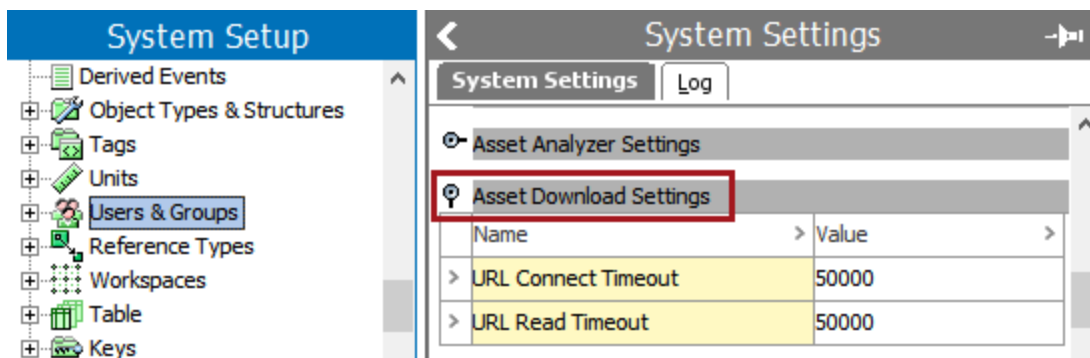 System Setup
Derived Events
Object Types & Structures
Tags
Units
Users & Groups
Reference Types
Workspaces
Table
Keys
System Settings
System Settings Log
Asset Analyzer Settings
Asset Download Settings
Name > Value >
> URL Connect Timeout 50000
> URL Read Timeout 50000